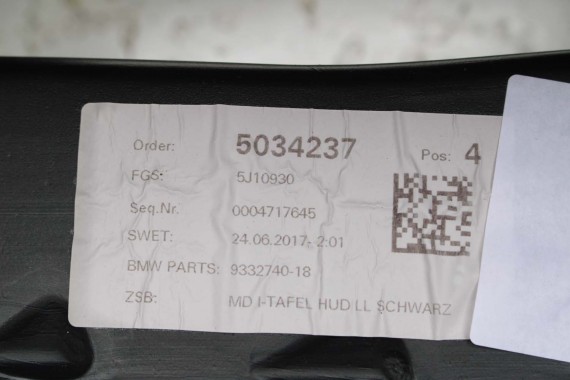 Order: 5034237 Pos: 4
FGS: 5J10930
Seq.Nr. 0004717645
SWET: 24.06.2017- 2:01
BMW PARTS: 9332740-18
ZSB: MD I-TAFEL HUD LL SCHWARZ